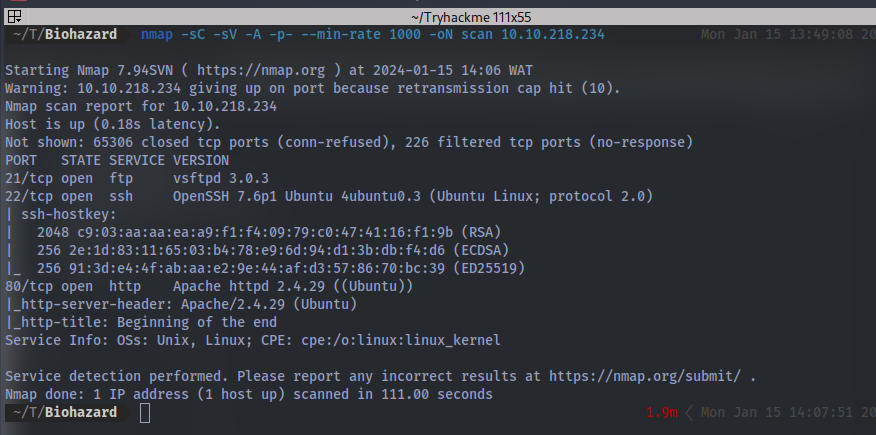 ~/Tryhackme 111x55
~/T/Biohazard nmap -sC -sV -A -p- --min-rate 1000 -oN scan 10.10.218.234 Mon Jan 15 13:49:08 20
Starting Nmap 7.94SVN ( https://nmap.org ) at 2024-01-15 14:06 WAT
Warning: 10.10.218.234 giving up on port because retransmission cap hit (10).
Nmap scan report for 10.10.218.234
Host is up (0.18s latency).
Not shown: 65306 closed tcp ports (conn-refused), 226 filtered tcp ports (no-response)
PORT   STATE SERVICE VERSION
21/tcp open  ftp     vsftpd 3.0.3
22/tcp open  ssh     OpenSSH 7.6p1 Ubuntu 4ubuntu0.3 (Ubuntu Linux; protocol 2.0)
| ssh-hostkey:
|   2048 c9:03:aa:aa:ea:a9:f1:f4:09:79:c0:47:41:16:f1:9b (RSA)
|   256 2e:1d:83:11:65:03:b4:78:e9:6d:94:d1:3b:db:f4:d6 (ECDSA)
|_  256 91:3d:e4:4f:ab:aa:e2:9e:44:af:d3:57:86:70:bc:39 (ED25519)
80/tcp open  http    Apache httpd 2.4.29 ((Ubuntu))
|_http-server-header: Apache/2.4.29 (Ubuntu)
|_http-title: Beginning of the end
Service Info: OSs: Unix, Linux; CPE: cpe:/o:linux:linux_kernel
Service detection performed. Please report any incorrect results at https://nmap.org/submit/ .
Nmap done: 1 IP address (1 host up) scanned in 111.00 seconds
~/T/Biohazard 1.9m < Mon Jan 15 14:07:51 20